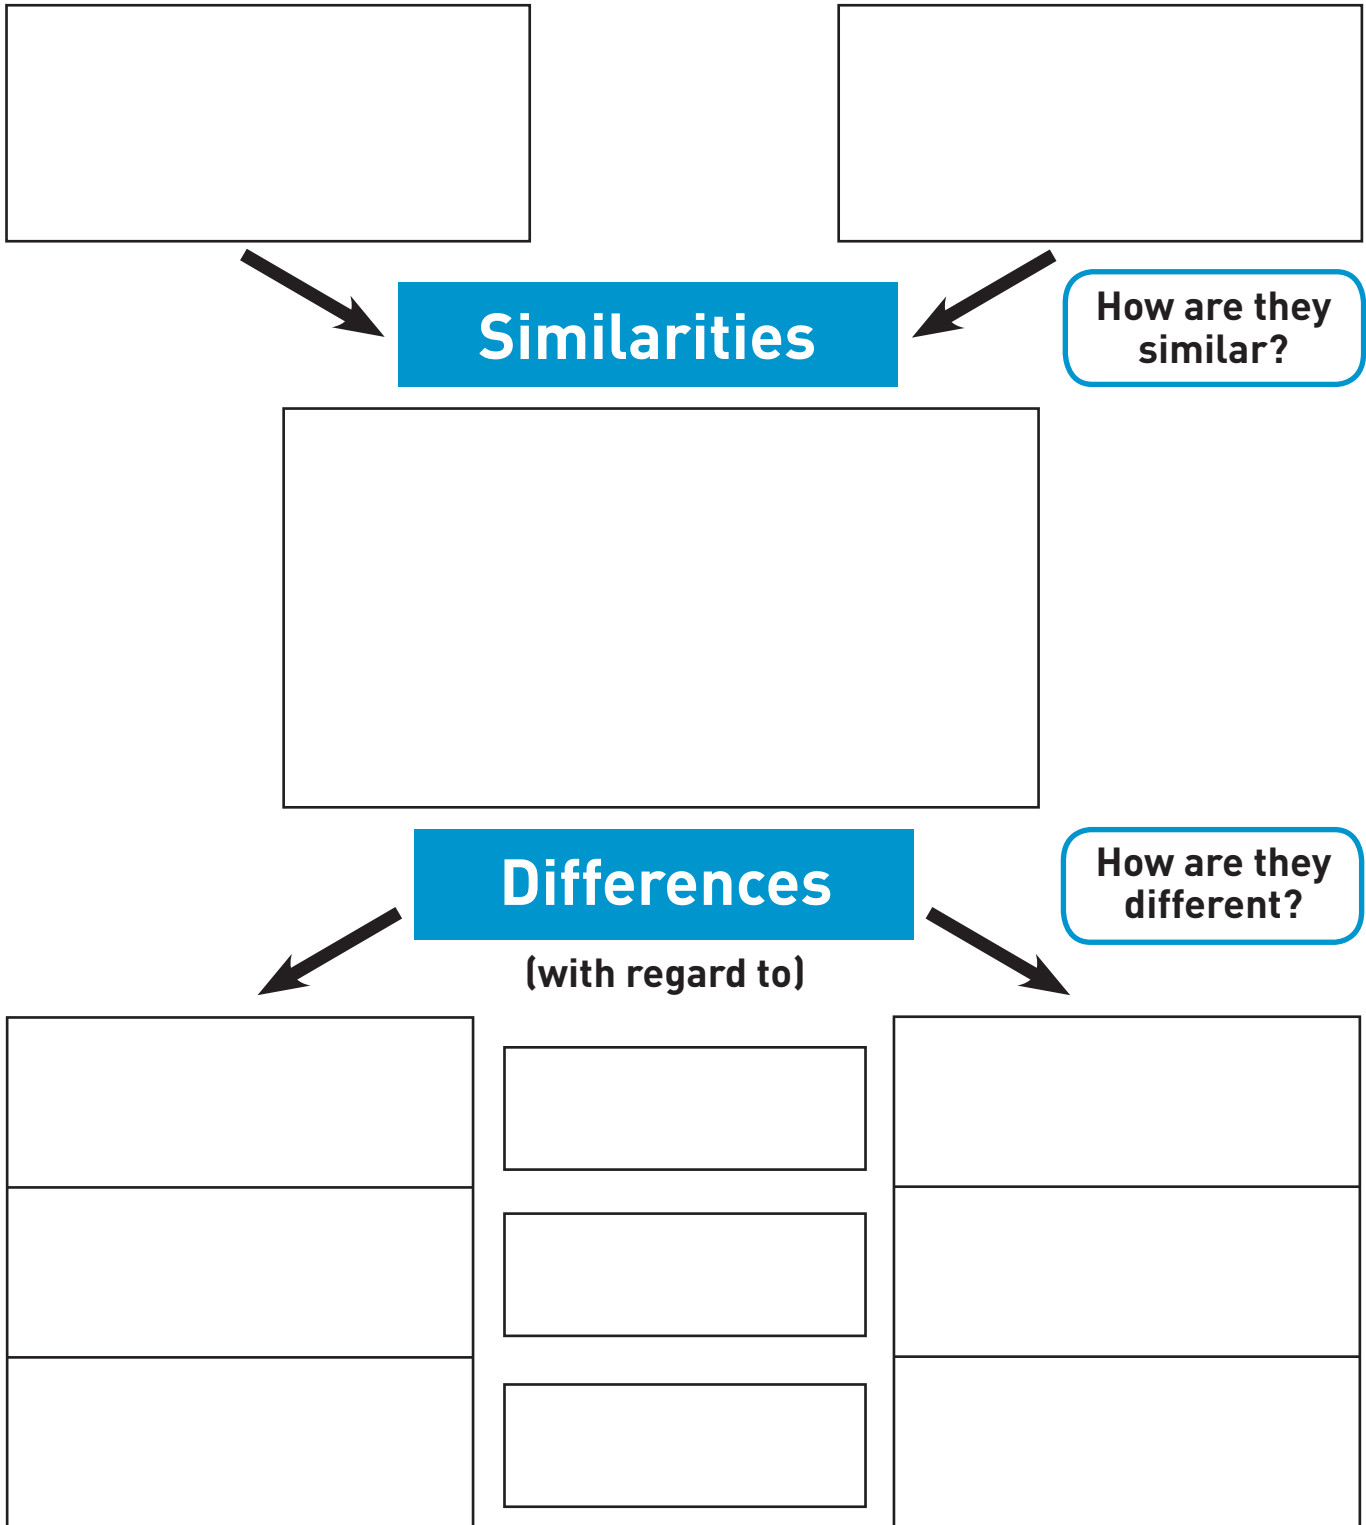 Similarities
How are they
similar?
Differences
How are they
different?
(with regard to)